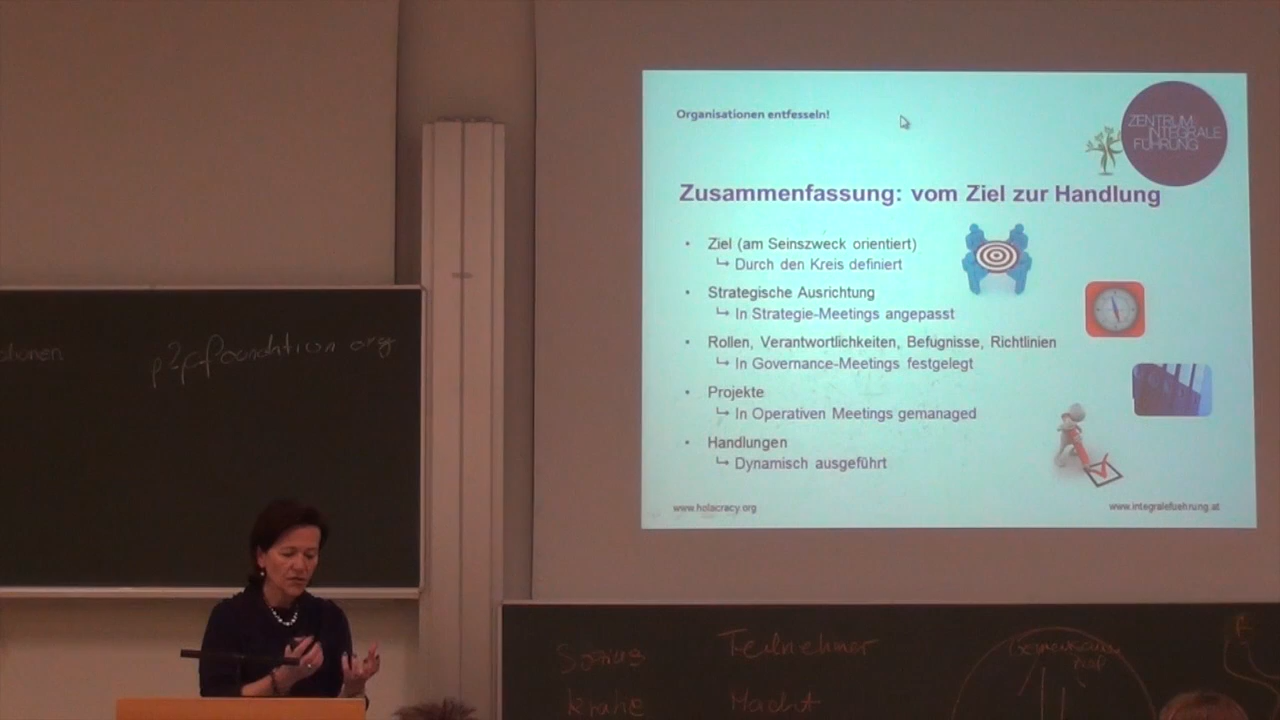 Organisationen entfesseln!
ZENTRUM
INTEGRALE
FÜHRUNG
Zusammenfassung: vom Ziel zur Handlung
• Ziel (am Seinszweck orientiert)
↳ Durch den Kreis definiert
• Strategische Ausrichtung
↳ In Strategie-Meetings angepasst
• Rollen, Verantwortlichkeiten, Befugnisse, Richtlinien
↳ In Governance-Meetings festgelegt
• Projekte
↳ In Operativen Meetings gemanaged
• Handlungen
↳ Dynamisch ausgeführt
www.holacracy.org
www.integralefuehrung.at
p2pfoundation.org
Teilnehmer
Macht